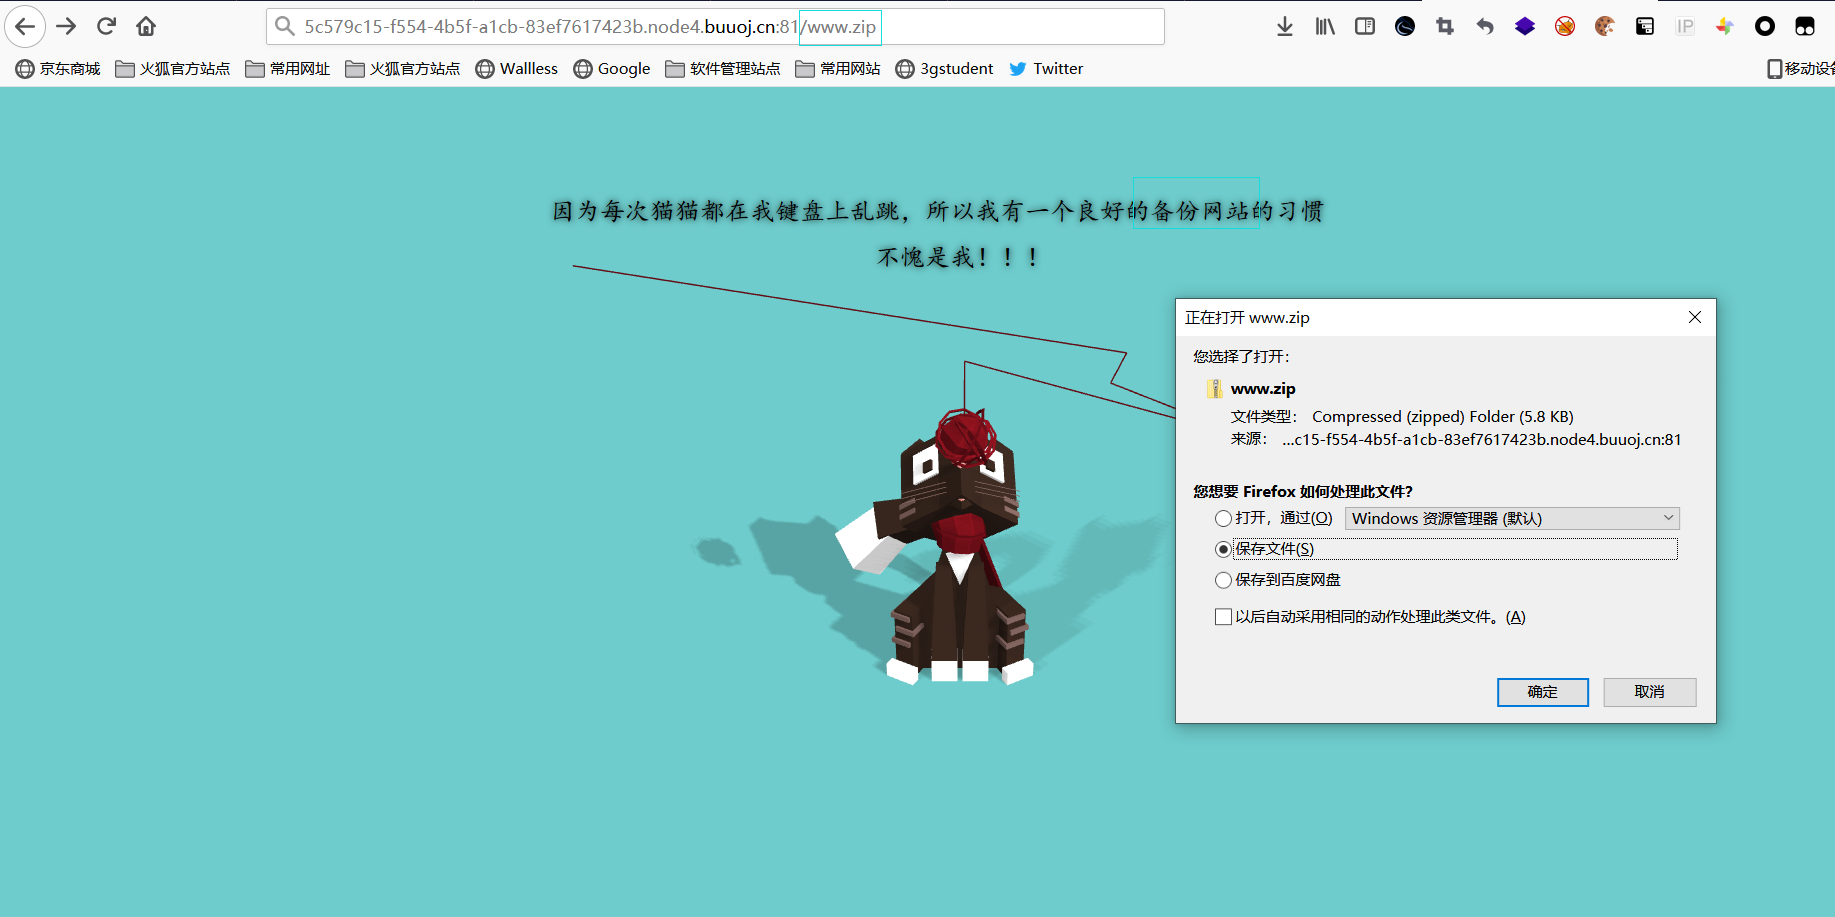 5c579c15-f554-4b5f-a1cb-83ef7617423b.node4.buuoj.cn:81/www.zip
IP
京东商城 火狐官方站点 常用网址 火狐官方站点 Wallless Google 软件管理站点 常用网站 3gstudent Twitter 移动设备
因为每次猫猫都在我键盘上乱跳，所以我有一个良好的备份网站的习惯
不愧是我！！！
正在打开 www.zip
您选择了打开：
www.zip
文件类型： Compressed (zipped) Folder (5.8 KB)
来源： ...c15-f554-4b5f-a1cb-83ef7617423b.node4.buuoj.cn:81
您想要 Firefox 如何处理此文件？
打开，通过(O) Windows 资源管理器 (默认)
保存文件(S)
保存到百度网盘
以后自动采用相同的动作处理此类文件。(A)
确定 取消